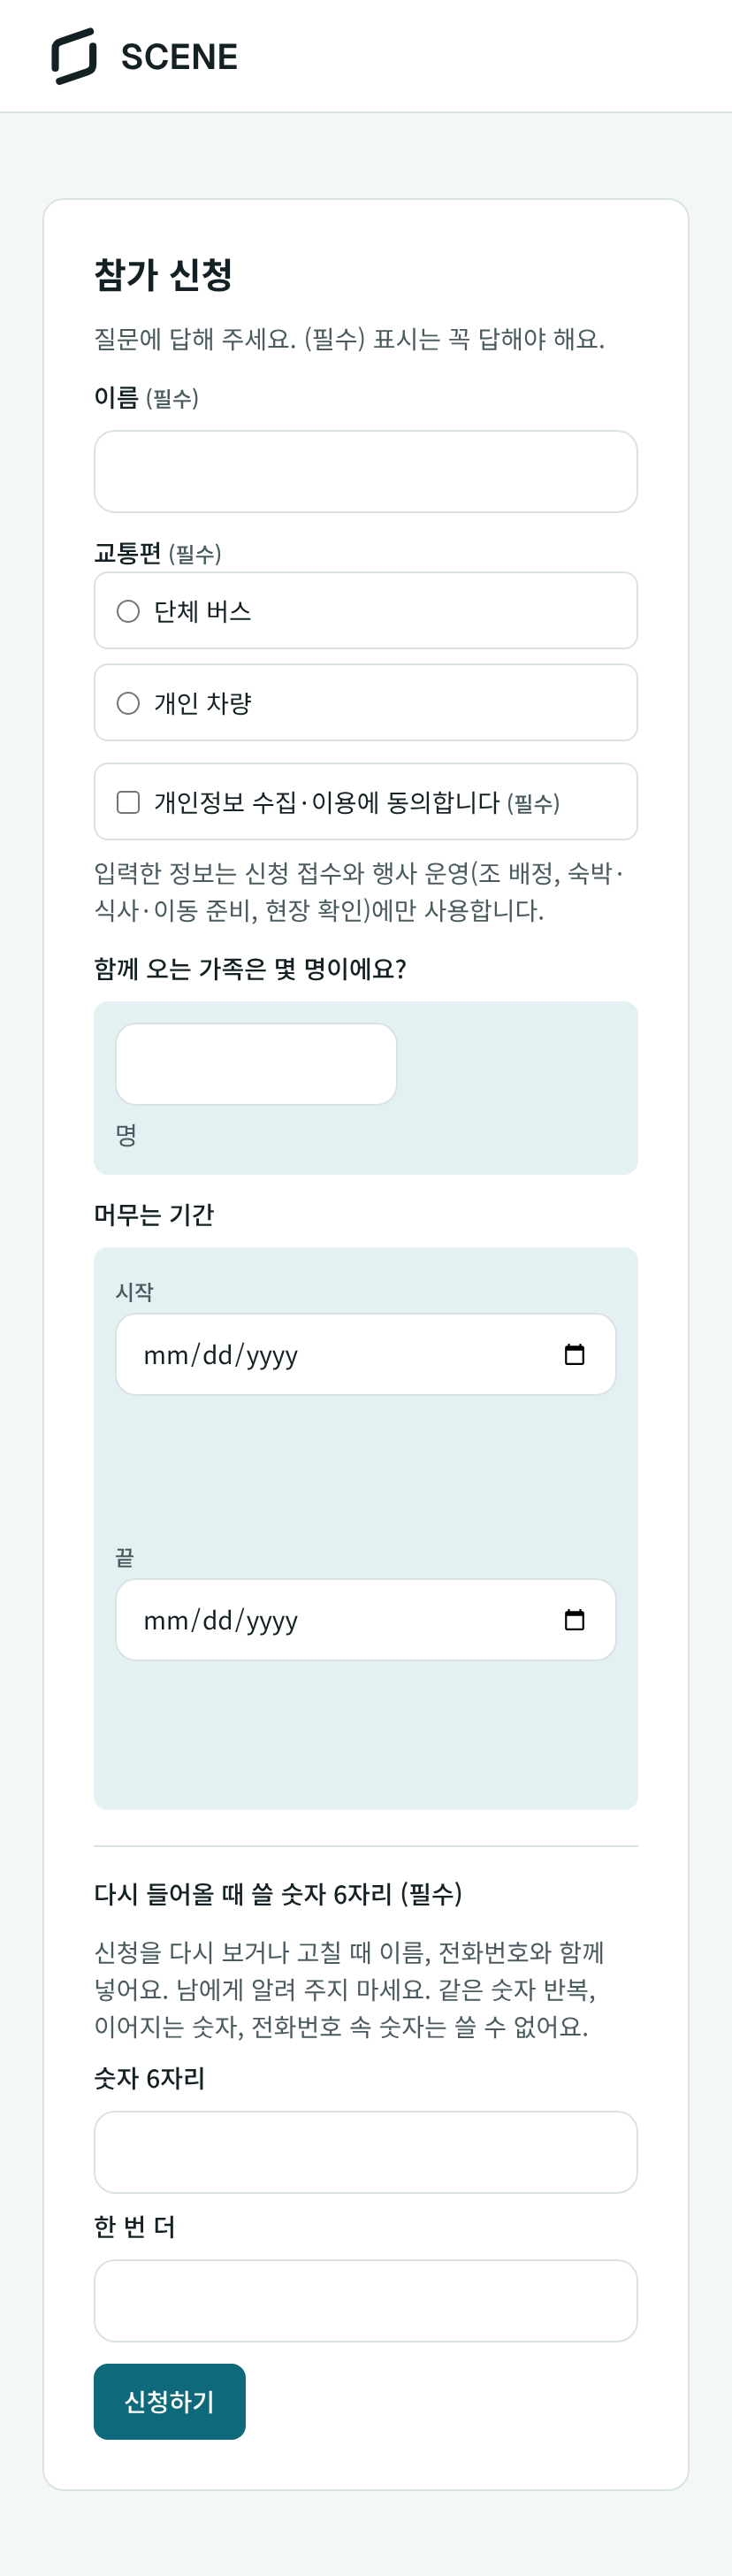 SCENE
참가 신청
질문에 답해 주세요. (필수) 표시는 꼭 답해야 해요.
이름 (필수)
교통편 (필수)
단체 버스
개인 차량
개인정보 수집·이용에 동의합니다 (필수)
입력한 정보는 신청 접수와 행사 운영(조 배정, 숙박·
식사·이동 준비, 현장 확인)에만 사용합니다.
함께 오는 가족은 몇 명이에요?
명
머무는 기간
시작
mm/dd/yyyy
끝
mm/dd/yyyy
다시 들어올 때 쓸 숫자 6자리 (필수)
신청을 다시 보거나 고칠 때 이름, 전화번호와 함께
넣어요. 남에게 알려 주지 마세요. 같은 숫자 반복,
이어지는 숫자, 전화번호 속 숫자는 쓸 수 없어요.
숫자 6자리
한 번 더
신청하기